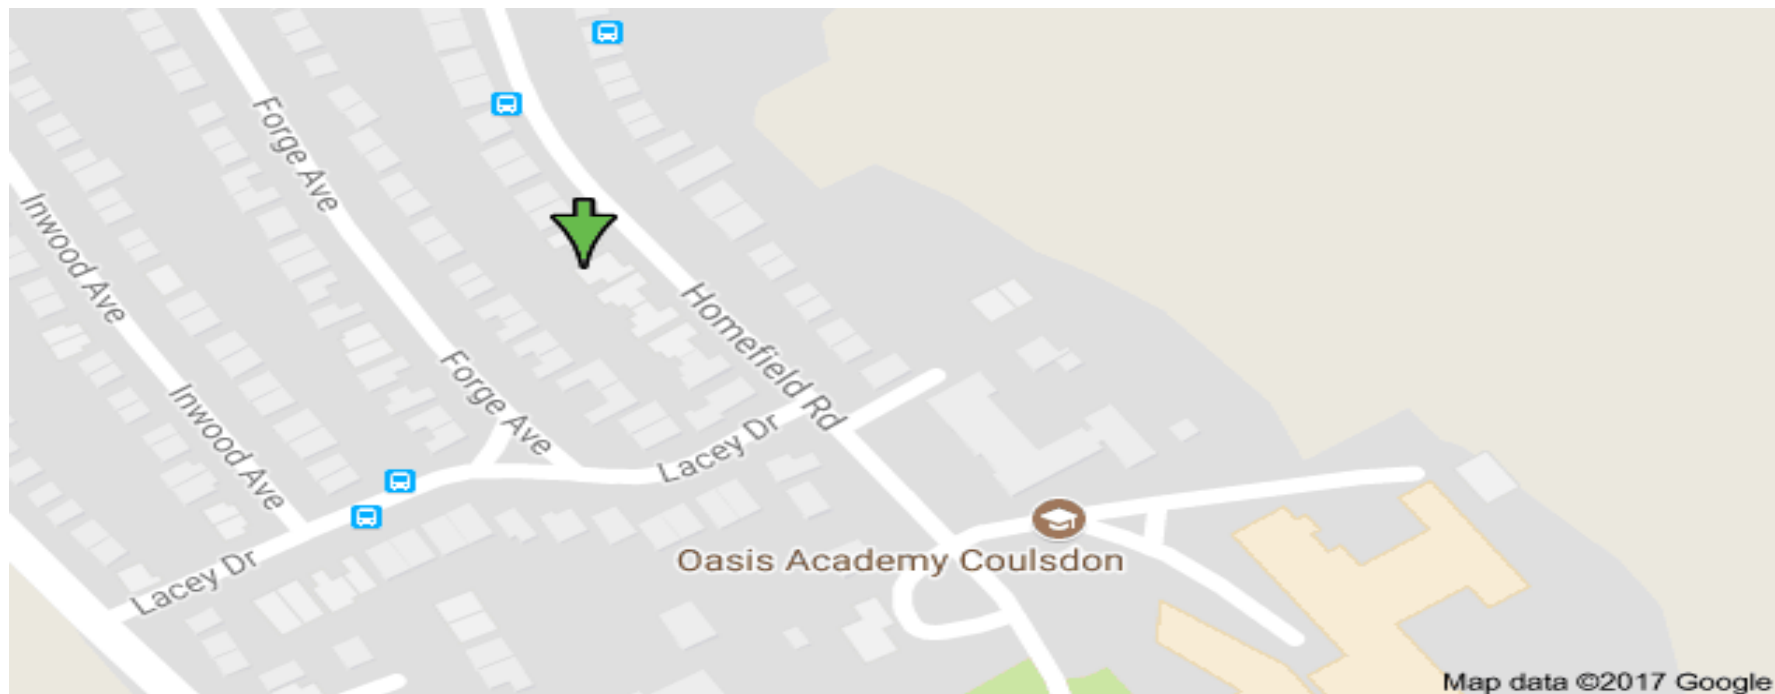 Forge Ave
Inwood Ave
Homefield Rd
Forge Ave
Inwood Ave
Lacey Dr
Oasis Academy Coulsdon
Lacey Dr
Map data ©2017 Google